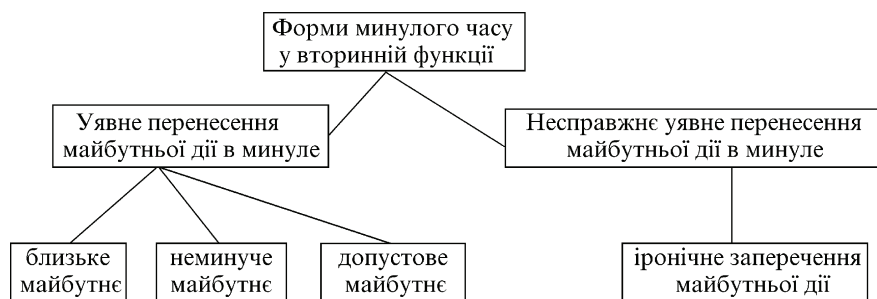 Форми минулого часу
у вторинній функції
Уявне перенесення
майбутньої дії в минуле
Несправжнє уявне перенесення
майбутньої дії в минуле
близьке
майбутнє
неминуче
майбутнє
допустове
майбутнє
іронічне заперечення
майбутньої дії